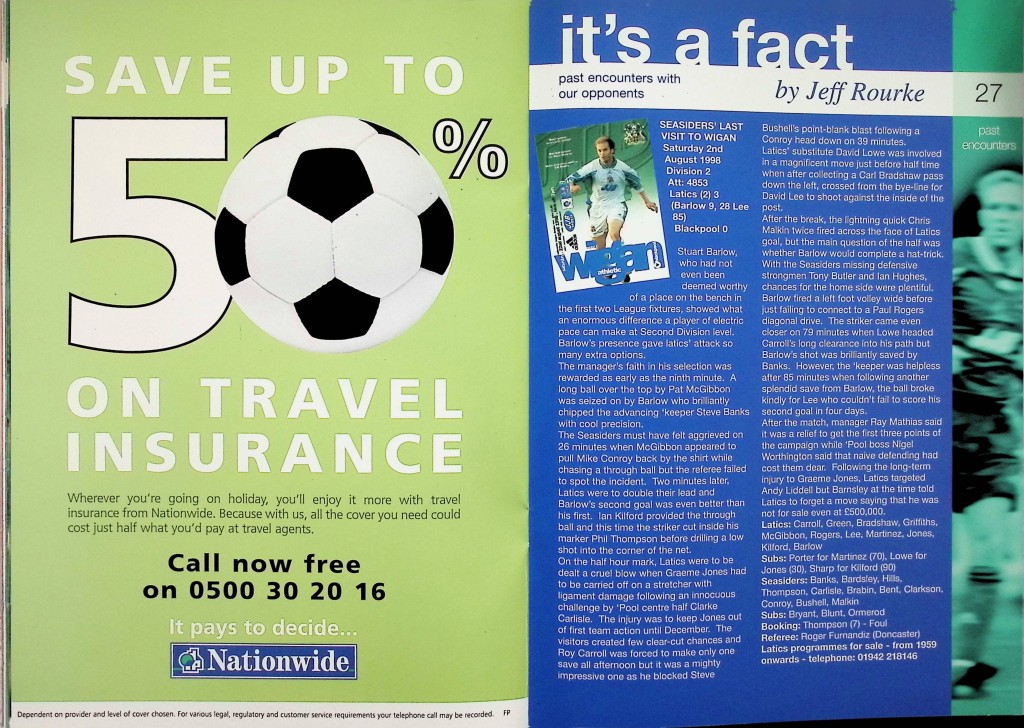 SAVE UP TO
50%
ON TRAVEL
INSURANCE
Wherever you're going on holiday, you'll enjoy it more with travel
insurance from Nationwide. Because with us, all the cover you need could
cost just half what you'd pay at travel agents.
Call now free
on 0500 30 20 16
It pays to decide...
Nationwide
Dependent on provider and level of cover chosen. For various legal, regulatory and customer service requirements your telephone call may be recorded. FP
it's a fact
past encounters with
our opponents
by Jeff Rourke
27
past
encounters
wigan
athletic
SEASIDERS' LAST
VISIT TO WIGAN
Saturday 2nd
August 1998
Division 2
Att: 4853
Latics (2) 3
(Barlow 9, 28 Lee
85)
Blackpool 0
Stuart Barlow,
who had not
even been
deemed worthy
of a place on the bench in
the first two League fixtures, showed what
an enormous difference a player of electric
pace can make at Second Division level.
Barlow's presence gave latics' attack so
many extra options.
The manager's faith in his selection was
rewarded as early as the ninth minute. A
long ball over the top by Pat McGibbon
was seized on by Barlow who brilliantly
chipped the advancing 'keeper Steve Banks
with cool precision.
The Seasiders must have felt aggrieved on
26 minutes when McGibbon appeared to
pull Mike Conroy back by the shirt while
chasing a through ball but the referee failed
to spot the incident. Two minutes later,
Latics were to double their lead and
Barlow's second goal was even better than
his first. Ian Kilford provided the through
ball and this time the striker cut inside his
marker Phil Thompson before drilling a low
shot into the corner of the net.
On the half hour mark, Latics were to be
dealt a cruel blow when Graeme Jones had
to be carried off on a stretcher with
ligament damage following an innocuous
challenge by 'Pool centre half Clarke
Carlisle. The injury was to keep Jones out
of first team action until December. The
visitors created few clear-cut chances and
Roy Carroll was forced to make only one
save all afternoon but it was a mighty
impressive one as he blocked Steve
Bushell's point-blank blast following a
Conroy head down on 39 minutes.
Latics' substitute David Lowe was involved
in a magnificent move just before half time
when after collecting a Carl Bradshaw pass
down the left, crossed from the bye-line for
David Lee to shoot against the inside of the
post.
After the break, the lightning quick Chris
Malkin twice fired across the face of Latics
goal, but the main question of the half was
whether Barlow would complete a hat-trick.
With the Seasiders missing defensive
strongmen Tony Butler and Ian Hughes,
chances for the home side were plentiful.
Barlow fired a left foot volley wide before
just failing to connect to a Paul Rogers
diagonal drive. The striker came even
closer on 79 minutes when Lowe headed
Carroll's long clearance into his path but
Barlow's shot was brilliantly saved by
Banks. However, the 'keeper was helpless
after 85 minutes when following another
splendid save from Barlow, the ball broke
kindly for Lee who couldn't fail to score his
second goal in four days.
After the match, manager Ray Mathias said
it was a relief to get the first three points of
the campaign while 'Pool boss Nigel
Worthington said that naive defending had
cost them dear. Following the long-term
injury to Graeme Jones, Latics targeted
Andy Liddell but Barnsley at the time told
Latics to forget a move saying that he was
not for sale even at £500,000.
Latics: Carroll, Green, Bradshaw, Griffiths,
McGibbon, Rogers, Lee, Martinez, Jones,
Kilford, Barlow
Subs: Porter for Martinez (70), Lowe for
Jones (30), Sharp for Kilford (90)
Seasiders: Banks, Bardsley, Hills,
Thompson, Carlisle, Brabin, Bent, Clarkson,
Conroy, Bushell, Malkin
Subs: Bryant, Blunt, Ormerod
Booking: Thompson (7) - Foul
Referee: Roger Furnandiz (Doncaster)
Latics programmes for sale - from 1959
onwards - telephone: 01942 218146